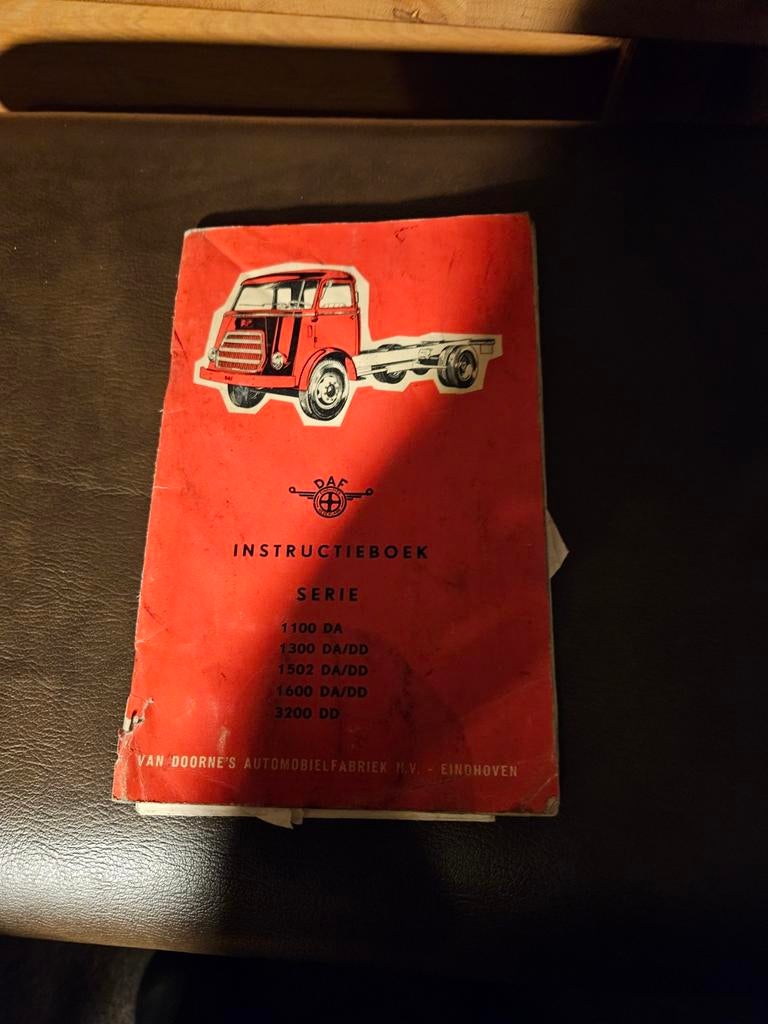 DAF
INSTRUCTIEBOEK
SERIE
1100 DA
1300 DA/DD
1502 DA/DD
1600 DA/DD
3200 DD
VAN DOORNE'S AUTOMOBIELFABRIEK N.V. - EINDHOVEN